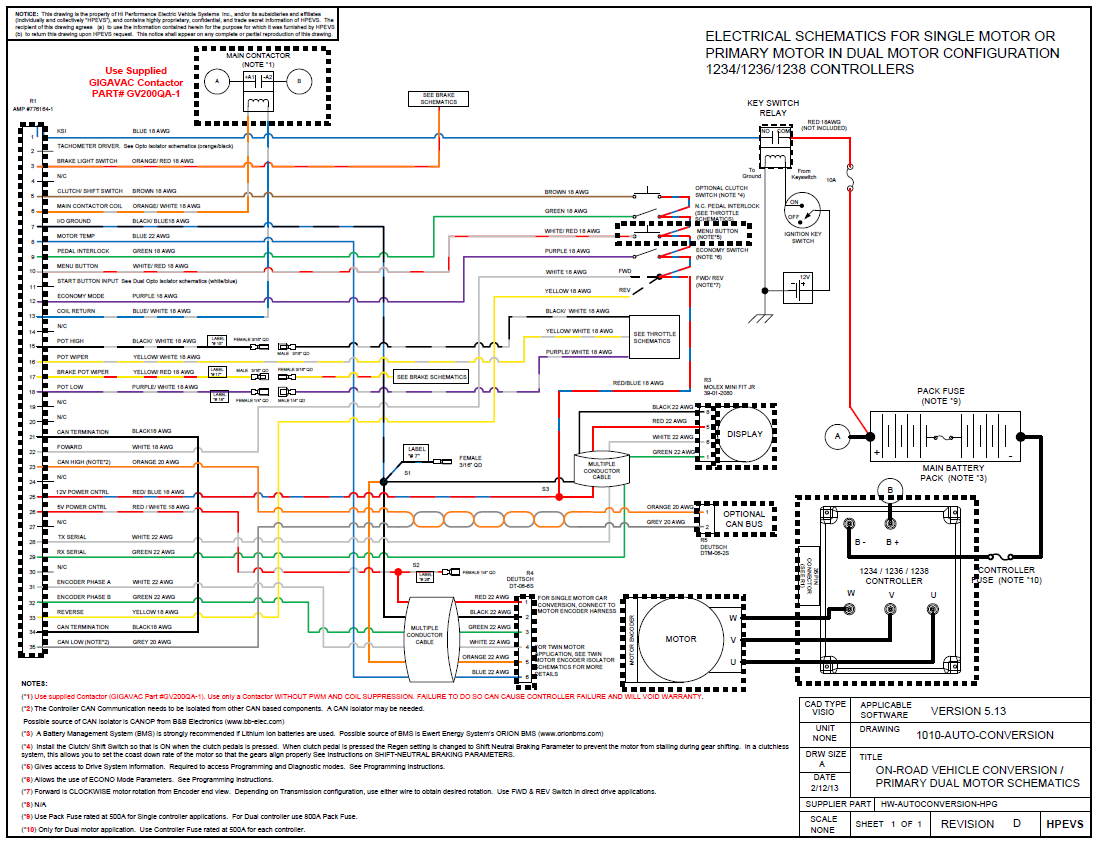 NOTICE: This drawing is the property of Hi Performance Electric Vehicle Systems Inc., and/or its subsidiaries and affiliates
(individually and collectively "HPEVS"), and contains highly proprietary, confidential, and trade secret information of HPEVS. The
recipient of this drawing agrees (a) to use the information contained herein for the purpose for which it was furnished by HPEVS
(b) to return this drawing upon HPEVS request. This notice shall appear on any complete or partial reproduction of this drawing.
ELECTRICAL SCHEMATICS FOR SINGLE MOTOR OR
PRIMARY MOTOR IN DUAL MOTOR CONFIGURATION
1234/1236/1238 CONTROLLERS
Use Supplied
GIGAVAC Contactor
PART# GV200QA-1
MAIN CONTACTOR
(NOTE *1)
A
+A1
-A2
B
SEE BRAKE
SCHEMATICS
KEY SWITCH
RELAY
NO COM
RED 18AWG
(NOT INCLUDED)
To
Ground
From
Keyswitch
10A
ON
OFF
IGNITION KEY
SWITCH
12V
R1
AMP #776164-1
1 KSI BLUE 18 AWG
2 TACHOMETER DRIVER. See Opto Isolator schematics (orange/black)
3 BRAKE LIGHT SWITCH ORANGE/ RED 18 AWG
4 N/C
5 CLUTCH/ SHIFT SWITCH BROWN 18 AWG
6 MAIN CONTACTOR COIL ORANGE/ WHITE 18 AWG
7 I/O GROUND BLACK/ BLUE18 AWG
8 MOTOR TEMP BLUE 22 AWG
9 PEDAL INTERLOCK GREEN 18 AWG
10 MENU BUTTON WHITE/ RED 18 AWG
11 START BUTTON INPUT See Dual Opto isolator schematics (white/blue)
12 ECONOMY MODE PURPLE 18 AWG
13 COIL RETURN BLUE/ WHITE 18 AWG
14 N/C
15 POT HIGH BLACK/ WHITE 18 AWG
16 POT WIPER YELLOW/ WHITE 18 AWG
17 BRAKE POT WIPER YELLOW/ RED 18 AWG
18 POT LOW PURPLE/ WHITE 18 AWG
19 N/C
20 N/C
21 CAN TERMINATION BLACK18 AWG
22 FOWARD WHITE 18 AWG
23 CAN HIGH (NOTE*2) ORANGE 20 AWG
24 N/C
25 12V POWER CNTRL RED/ BLUE 18 AWG
26 5V POWER CNTRL RED / WHITE 18 AWG
27 N/C
28 TX SERIAL WHITE 22 AWG
29 RX SERIAL GREEN 22 AWG
30 N/C
31 ENCODER PHASE A WHITE 22 AWG
32 ENCODER PHASE B GREEN 22 AWG
33 REVERSE YELLOW 18 AWG
34 CAN TERMINATION BLACK18 AWG
35 CAN LOW (NOTE*2) GREY 20 AWG
LABEL
FEMALE 3/16" QD
MALE 3/16" QD
LABEL
"# 17"
MALE 3/16" QD
FEMALE 3/16" QD
LABEL
FEMALE 1/4" QD
MALE 1/4" QD
SEE BRAKE SCHEMATICS
BROWN 18 AWG
OPTIONAL CLUTCH
SWITCH (NOTE *4)
GREEN 18 AWG
N.C. PEDAL INTERLOCK
(SEE THROTTLE
SCHEMATICS)
WHITE/ RED 18 AWG
MENU BUTTON
(NOTE*5)
PURPLE 18 AWG
ECONOMY SWITCH
(NOTE *6)
WHITE 18 AWG
FWD
FWD/ REV
(NOTE*7)
YELLOW 18 AWG
REV
BLACK/ WHITE 18 AWG
YELLOW/ WHITE 18 AWG
PURPLE/ WHITE 18 AWG
SEE THROTTLE
SCHEMATICS
RED/BLUE 18 AWG
R3
MOLEX MINI FIT JR
39-01-2080
BLACK 22 AWG
RED 22 AWG
WHITE 22 AWG
GREEN 22 AWG
DISPLAY
MULTIPLE
CONDUCTOR
CABLE
LABEL
"# 7"
FEMALE
3/16" QD
S1
S3
ORANGE 20 AWG 1
GREY 20 AWG 2
OPTIONAL
CAN BUS
R5
DEUTSCH
DTM-06-2S
S2
LABEL
"# 26"
FEMALE 1/4" QD
R4
DEUTSCH
DT-06-6S
MULTIPLE
CONDUCTOR
CABLE
RED 22 AWG 1
BLACK 22 AWG 2
GREEN 22 AWG 3
WHITE 22 AWG 4
ORANGE 22 AWG 5
BLUE 22 AWG 6
FOR SINGLE MOTOR CAR
CONVERSION, CONNECT TO
MOTOR ENCODER HARNESS
FOR TWIN MOTOR
APPLICATION, SEE TWIN
MOTOR ENCODER ISOLATOR
SCHEMATICS FOR MORE
DETAILS
MOTOR ENCODER
MOTOR
W
V
U
PACK FUSE
(NOTE *9)
A
+
-
MAIN BATTERY
PACK (NOTE *3)
B
B -
B +
35 PIN
CONNECTOR
1234 / 1236 / 1238
CONTROLLER
W
V
U
CONTROLLER
FUSE (NOTE *10)
NOTES:
(*1) Use supplied Contactor (GIGAVAC Part #GV200QA-1). Use only a Contactor WITHOUT PWM AND COIL SUPPRESSION. FAILURE TO DO SO CAN CAUSE CONTROLLER FAILURE AND WILL VOID WARRANTY.
(*2) The Controller CAN Communication needs to be isolated from other CAN based components. A CAN Isolator may be needed.
Possible source of CAN Isolator is CANOP from B&B Electronics (www.bb-elec.com)
(*3) A Battery Management System (BMS) is strongly recommended if Lithium Ion batteries are used. Possible source of BMS is Ewert Energy System's ORION BMS (www.orionbms.com)
(*4) Install the Clutch/ Shift Switch so that is ON when the clutch pedals is pressed. When clutch pedal is pressed the Regen setting is changed to Shift Neutral Braking Parameter to prevent the motor from stalling during gear shifting. In a clutchless
system, this allows you to set the coast down rate of the motor so that the gears align properly See Instructions on SHIFT-NEUTRAL BRAKING PARAMETERS.
(*5) Gives access to Drive System Information. Required to access Programming and Diagnostic modes. See Programming Instructions.
(*6) Allows the use of ECONO Mode Parameters. See Programming Instructions.
(*7) Forward is CLOCKWISE motor rotation from Encoder end view. Depending on Transmission configuration, use either wire to obtain desired rotation. Use FWD & REV Switch in direct drive applications.
(*8) N/A
(*9) Use Pack Fuse rated at 500A for Single controller applications. For Dual controller use 800A Pack Fuse.
(*10) Only for Dual motor application. Use Controller Fuse rated at 500A for each controller.
CAD TYPE
VISIO
APPLICABLE
SOFTWARE
VERSION 5.13
UNIT
NONE
DRAWING
1010-AUTO-CONVERSION
DRW SIZE
A
DATE
2/12/13
TITLE
ON-ROAD VEHICLE CONVERSION /
PRIMARY DUAL MOTOR SCHEMATICS
SUPPLIER PART
HW-AUTOCONVERSION-HPG
SCALE
NONE
SHEET 1 OF 1
REVISION D
HPEVS